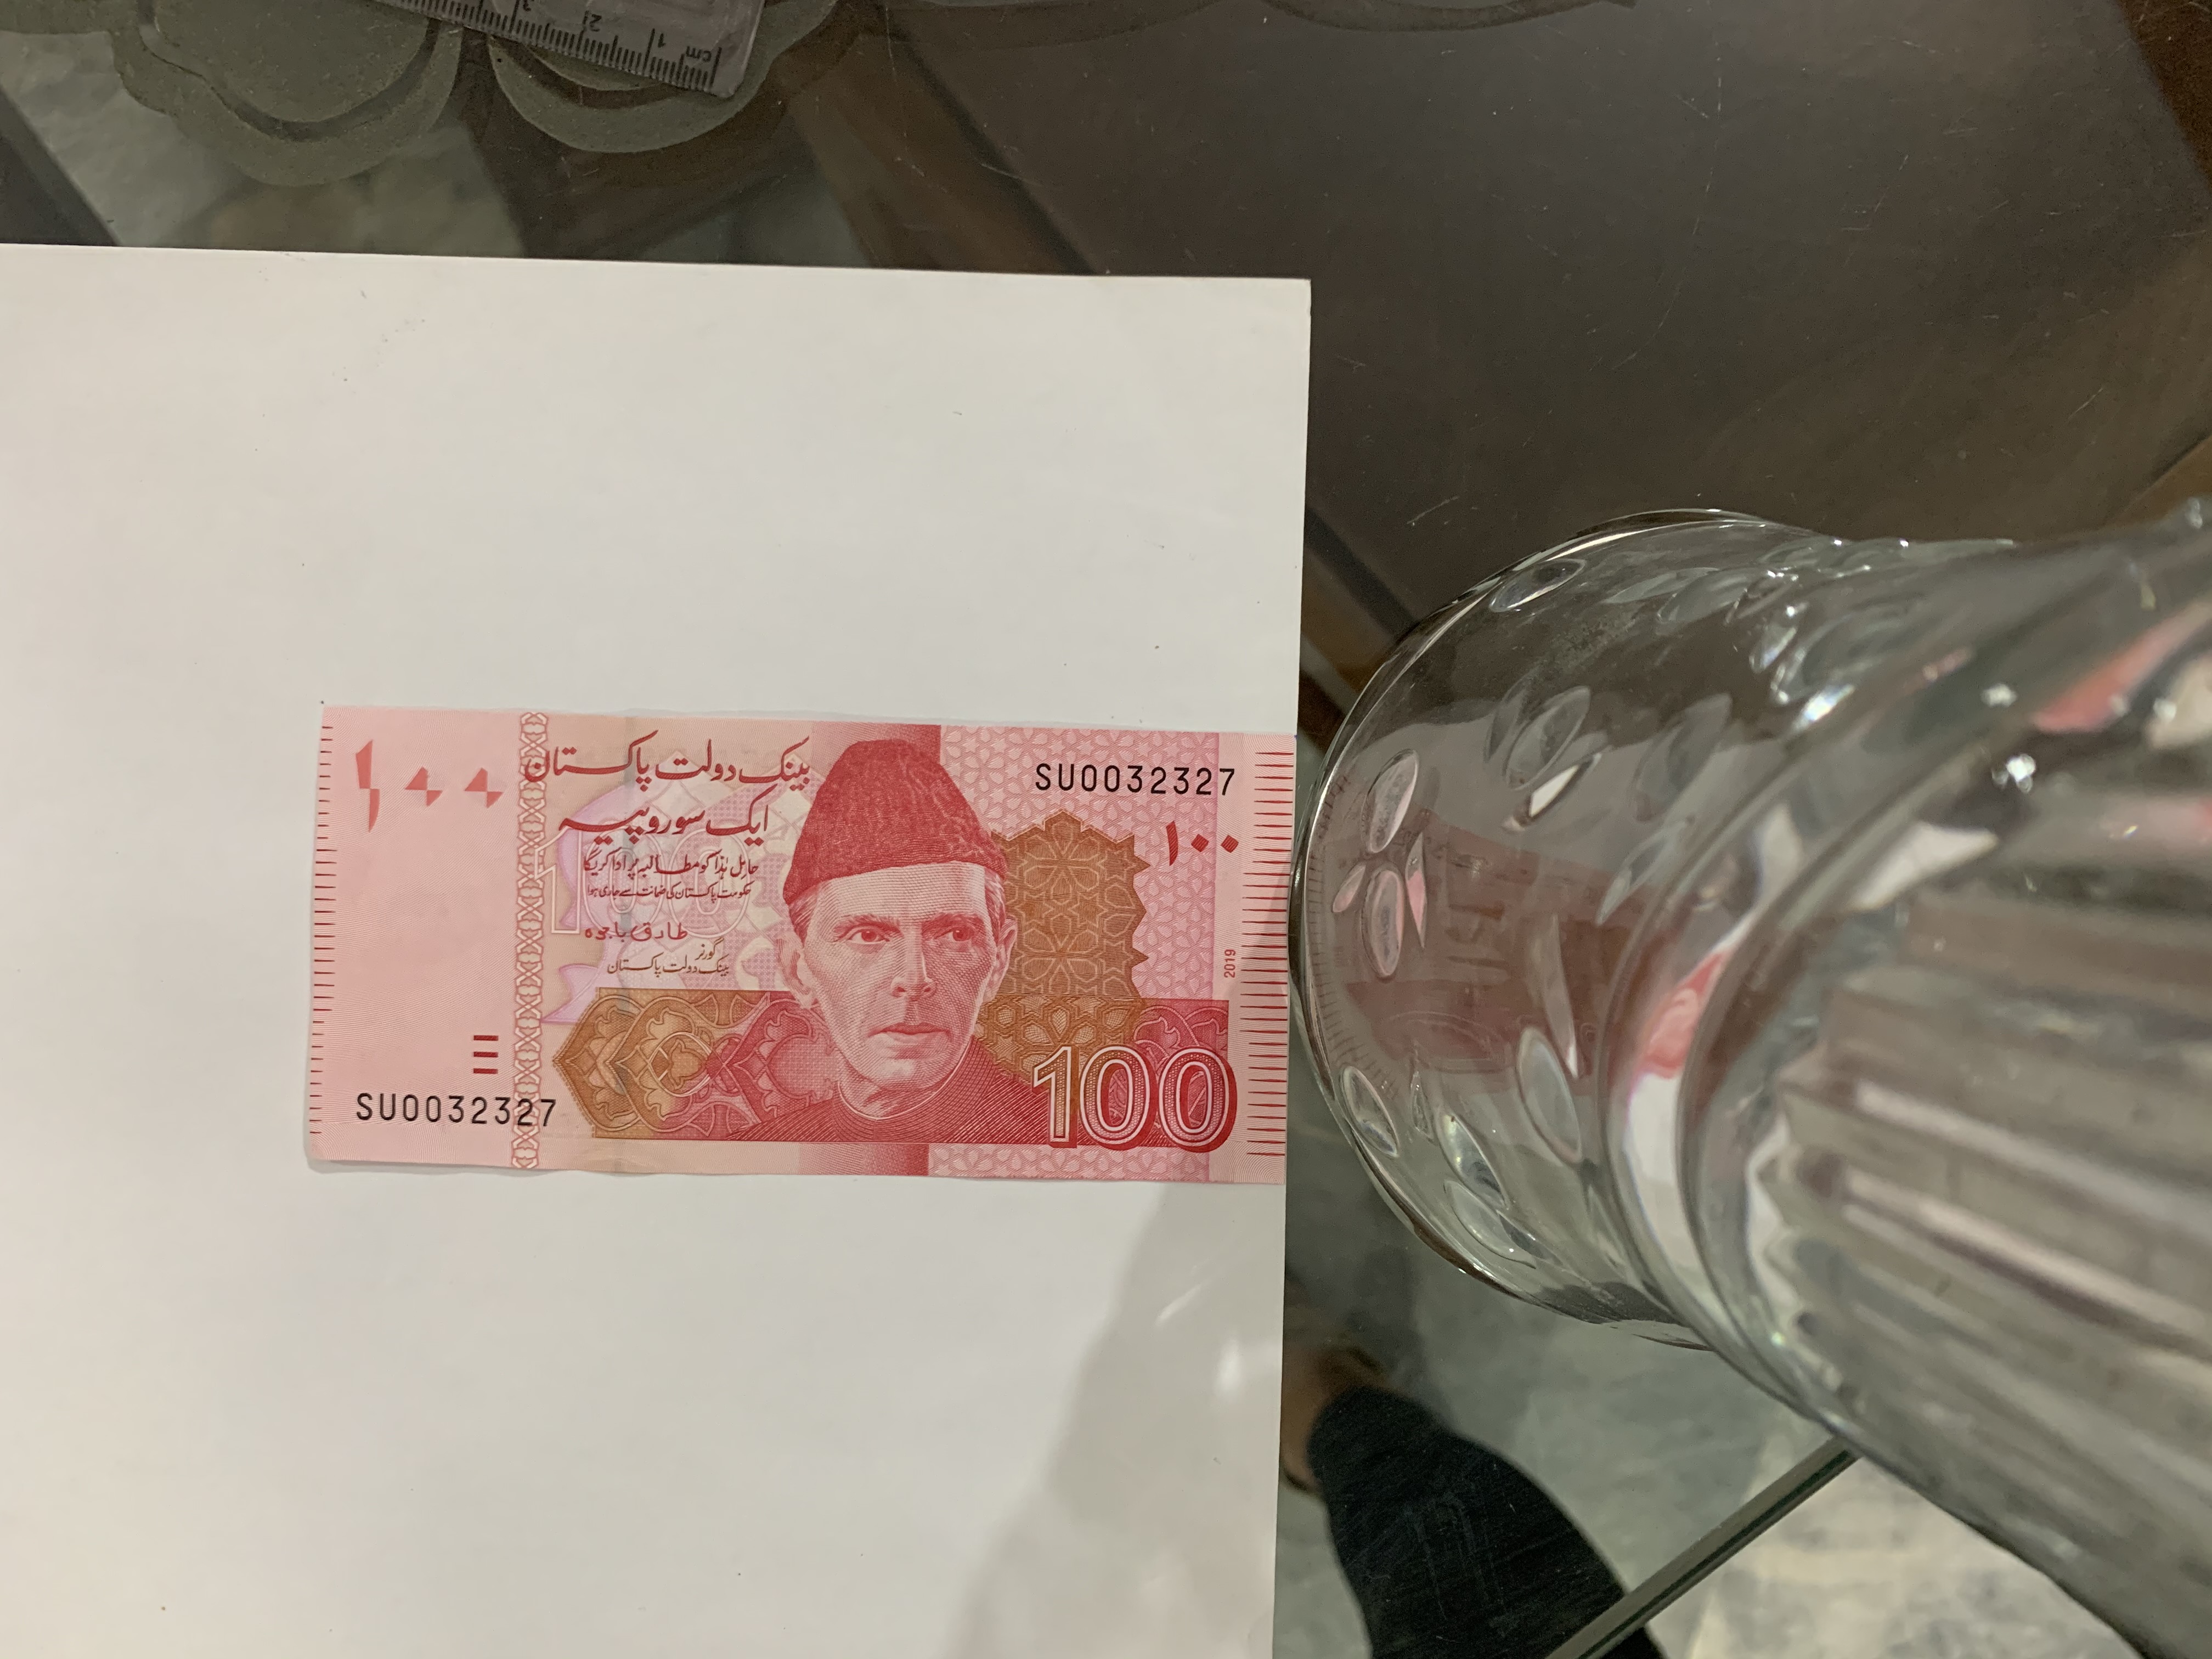 ۱۰۰
بینک دولت پاکستان
ایک سو روپیہ
حامل ہٰذا کو مطالبہ پر ادا کرے گا
حکومت پاکستان کی ضمانت سے جاری ہوا
طارق باجوہ
گورنر
بینک دولت پاکستان
SU0032327
SU0032327
۱۰۰
2019
100
cm
1
2
3